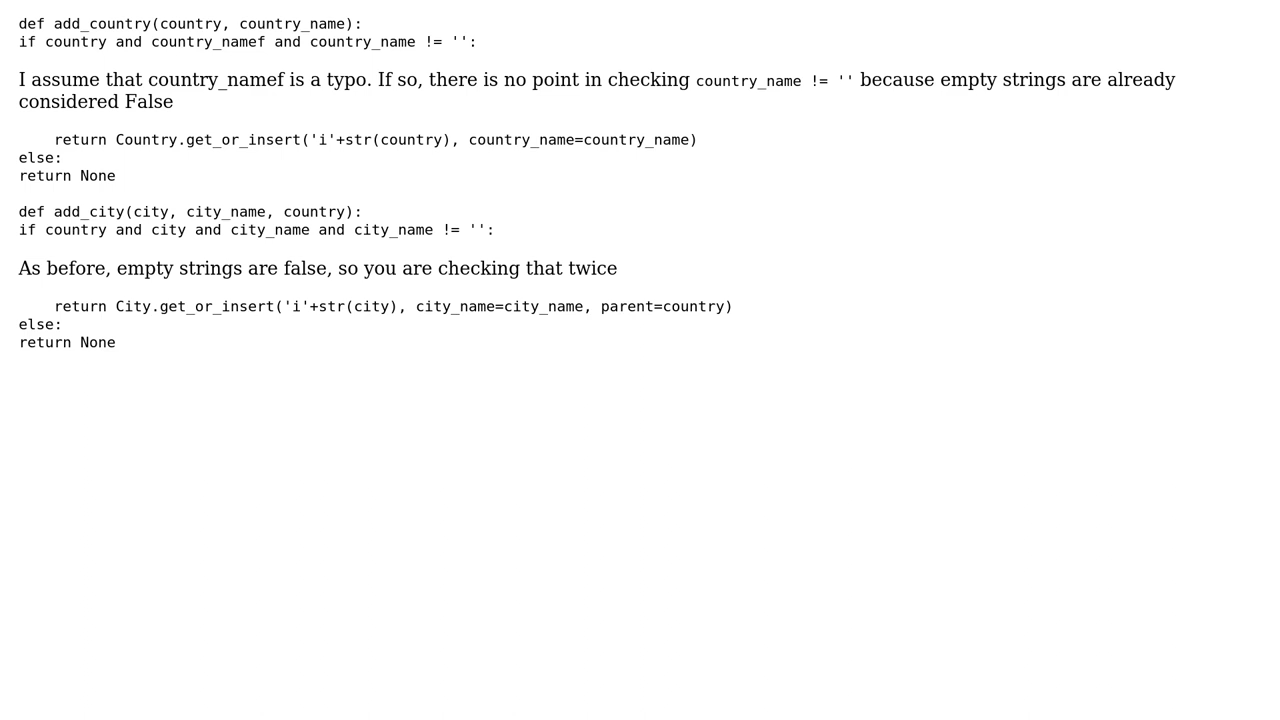 def add_country(country, country_name):
if country and country_namef and country_name != '':
I assume that country_namef is a typo. If so, there is no point in checking country_name != '' because empty strings are already
considered False
    return Country.get_or_insert('i'+str(country), country_name=country_name)
else:
return None
def add_city(city, city_name, country):
if country and city and city_name and city_name != '':
As before, empty strings are false, so you are checking that twice
    return City.get_or_insert('i'+str(city), city_name=city_name, parent=country)
else:
return None